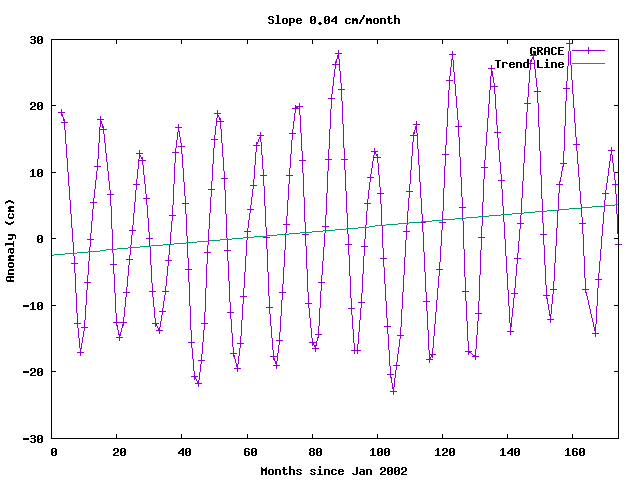 Slope 0.04 cm/month
GRACE
Trend Line
30
20
10
0
-10
-20
-30
Anomaly (cm)
0 20 40 60 80 100 120 140 160
Months since Jan 2002